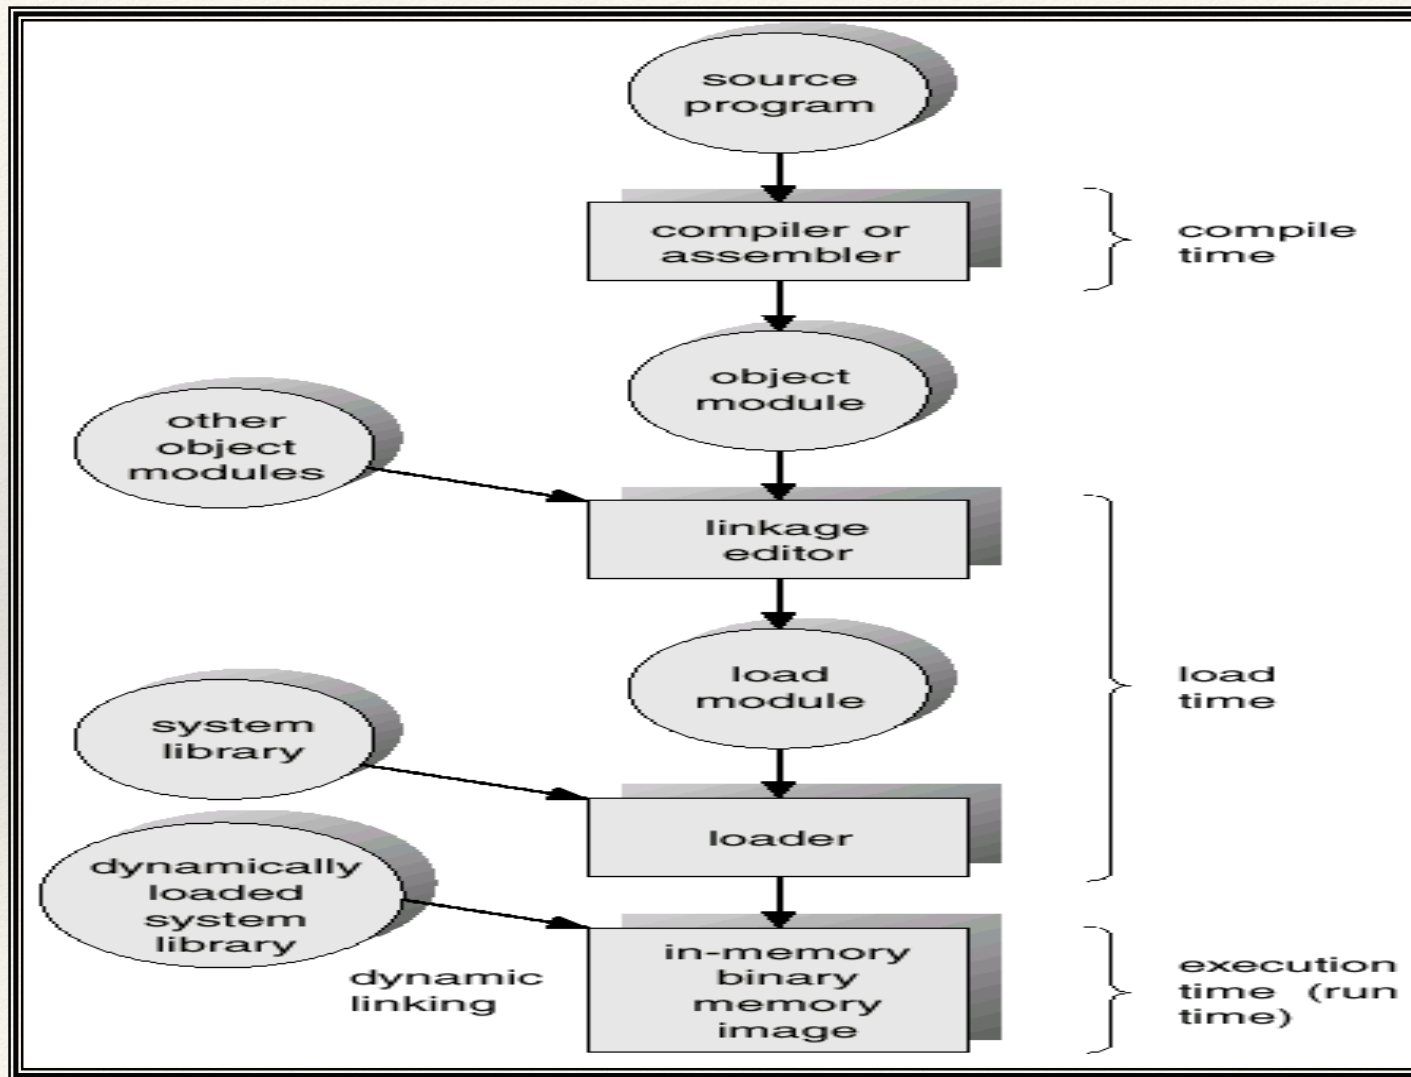 source
program
compiler or
assembler
compile
time
object
module
other
object
modules
linkage
editor
load
module
load
time
system
library
loader
dynamically
loaded
system
library
dynamic
linking
in-memory
binary
memory
image
execution
time (run
time)